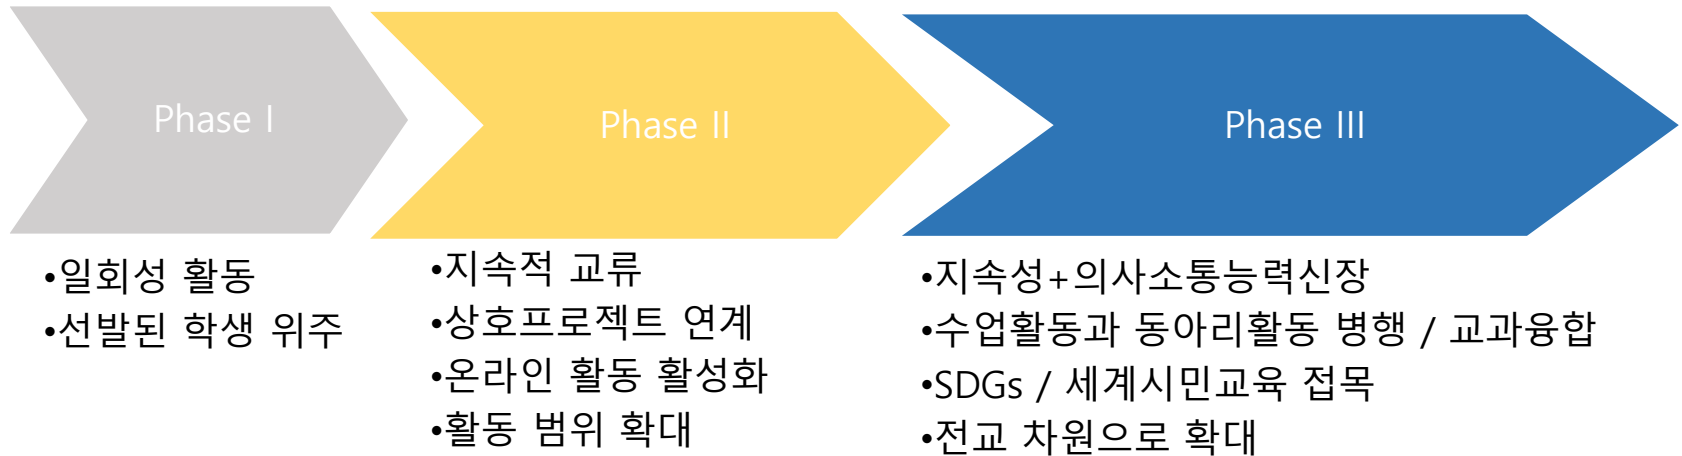 Phase I
•일회성 활동
•선발된 학생 위주
Phase II
•지속적 교류
•상호프로젝트 연계
•온라인 활동 활성화
•활동 범위 확대
Phase III
•지속성+의사소통능력신장
•수업활동과 동아리활동 병행 / 교과융합
•SDGs / 세계시민교육 접목
•전교 차원으로 확대